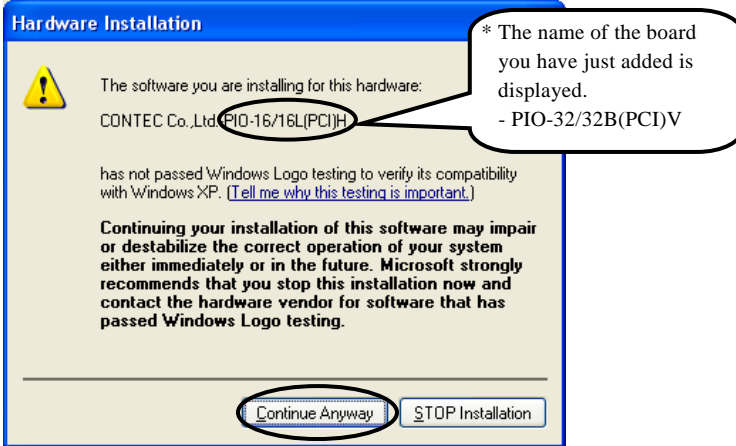 Hardware Installation
* The name of the board
you have just added is
displayed.
- PIO-32/32B(PCI)V
The software you are installing for this hardware:
CONTEC Co.,Ltd. PIO-16/16L(PCI)H
has not passed Windows Logo testing to verify its compatibility
with Windows XP. (Tell me why this testing is important.)
Continuing your installation of this software may impair
or destabilize the correct operation of your system
either immediately or in the future. Microsoft strongly
recommends that you stop this installation now and
contact the hardware vendor for software that has
passed Windows Logo testing.
Continue Anyway
STOP Installation